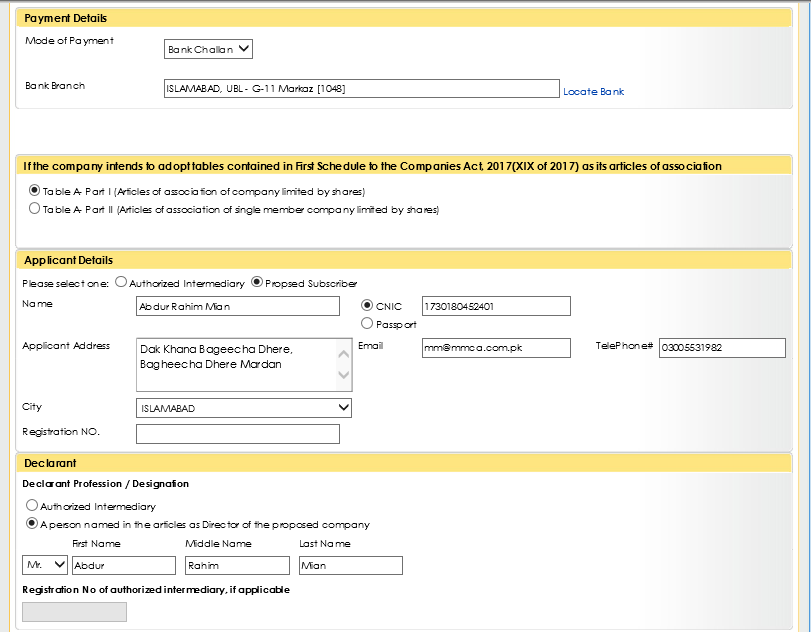 Payment Details
Mode of Payment
Bank Challan
Bank Branch
ISLAMABAD, UBL - G-11 Markaz [1048]
Locate Bank
If the company intends to adopt tables contained in First Schedule to the Companies Act, 2017(XIX of 2017) as its articles of association
Table A- Part I (Articles of association of company limited by shares)
Table A- Part II (Articles of association of single member company limited by shares)
Applicant Details
Please select one: Authorized Intermediary Propsed Subscriber
Name Abdur Rahim Mian CNIC 1730180452401
Passport
Applicant Address Dak Khana Bageecha Dhere, Email mm@mmca.com.pk TelePhone# 03005531982
Bagheecha Dhere Mardan
City ISLAMABAD
Registration NO.
Declarant
Declarant Profession / Designation
Authorized Intermediary
A person named in the articles as Director of the proposed company
First Name Middle Name Last Name
Mr. Abdur Rahim Mian
Registration No of authorized intermediary, if applicable